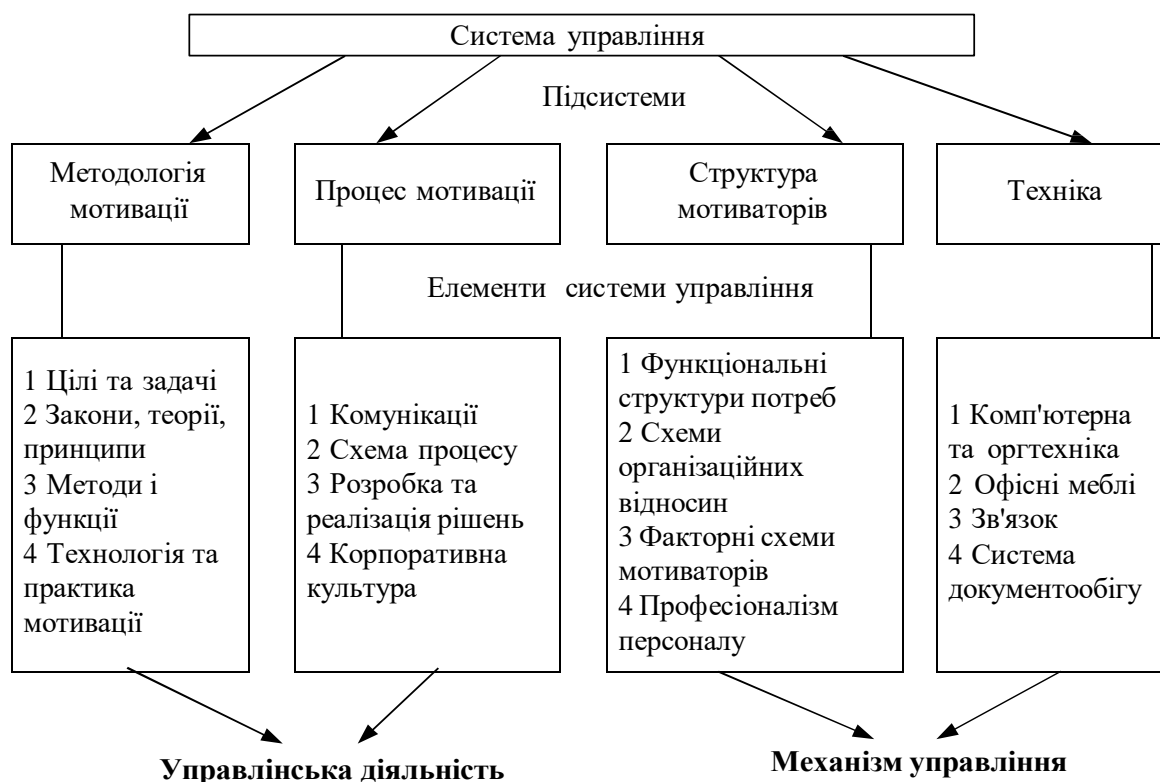 Система управління
Підсистеми
Методологія
мотивації
Процес мотивації
Структура
мотиваторів
Техніка
Елементи системи управління
1 Цілі та задачі
2 Закони, теорії,
принципи
3 Методи і
функції
4 Технологія та
практика
мотивації
1 Комунікації
2 Схема процесу
3 Розробка та
реалізація рішень
4 Корпоративна
культура
1 Функціональні
структури потреб
2 Схеми
організаційних
відносин
3 Факторні схеми
мотиваторів
4 Професіоналізм
персоналу
1 Комп'ютерна
та оргтехніка
2 Офісні меблі
3 Зв'язок
4 Система
документообігу
Управлінська діяльність
Механізм управління